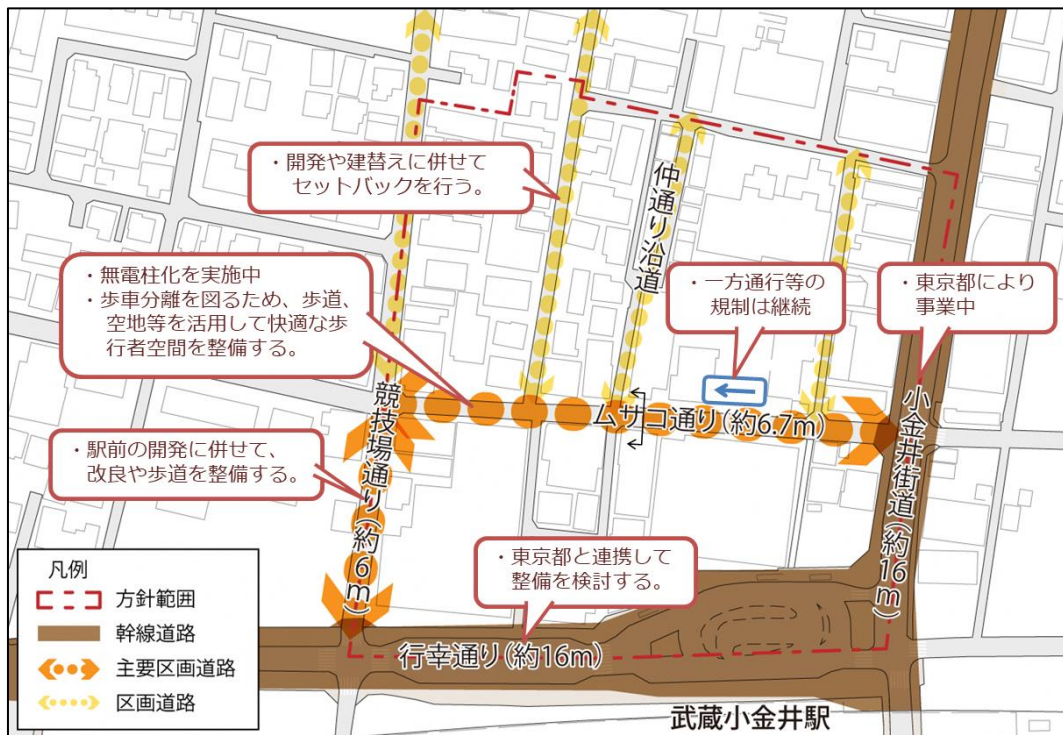 ・開発や建替えに併せて
セットバックを行う。
仲通り沿道
・無電柱化を実施中
・歩車分離を図るため、歩道、
空地等を活用して快適な歩
行者空間を整備する。
・一方通行等の
規制は継続
・東京都により
事業中
ムサコ通り(約6.7m)
競技場通り(約6m)
小金井街道(約16m)
・駅前の開発に併せて、
改良や歩道を整備する。
・東京都と連携して
整備を検討する。
行幸通り(約16m)
武蔵小金井駅
凡例
方針範囲
幹線道路
主要区画道路
区画道路